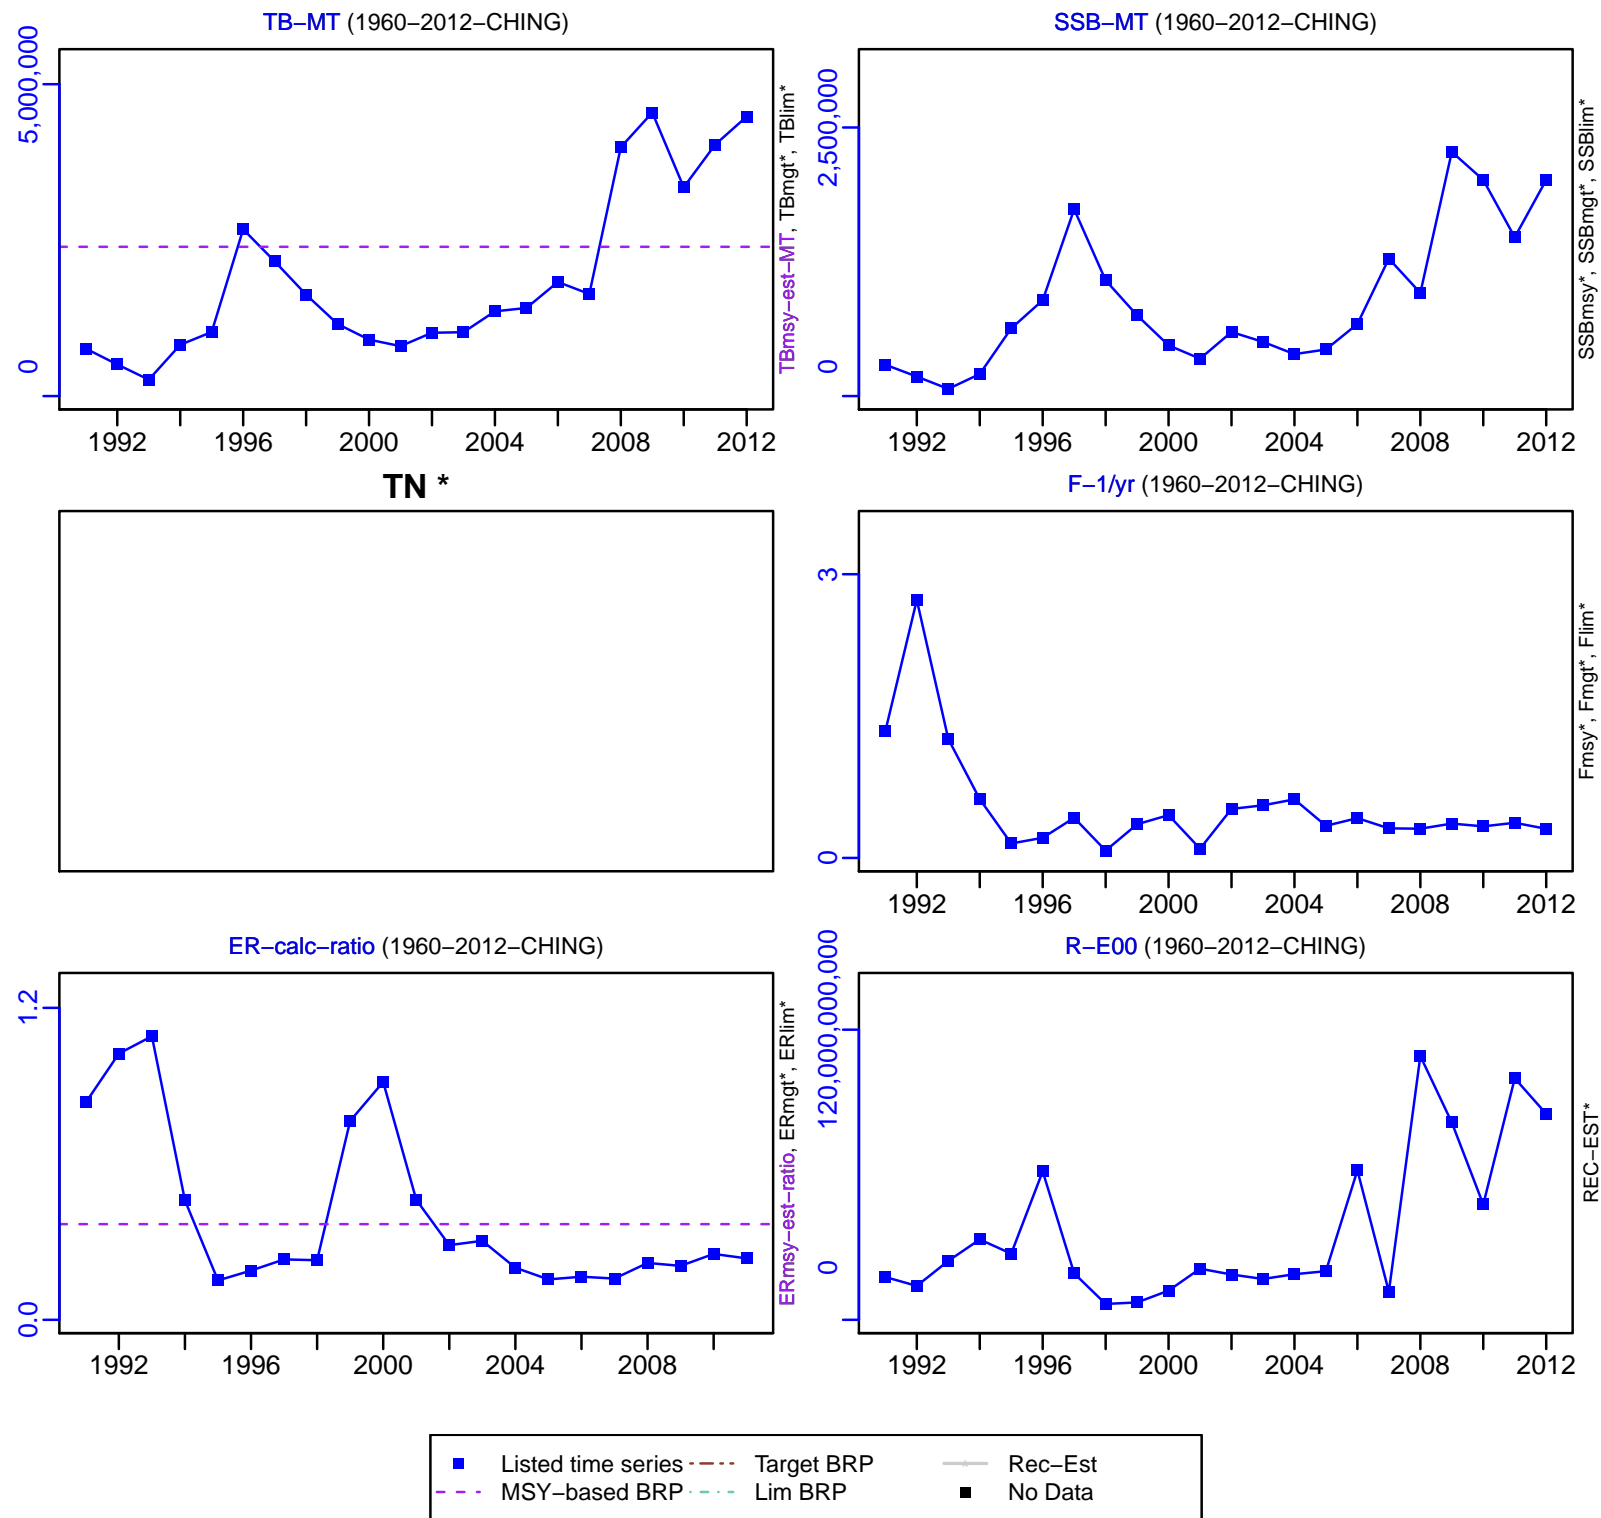 TB−MT (1960−2012−CHING)
5,000,000
0
1992 1996 2000 2004 2008 2012
TBmsy−est−MT, TBmgt*, TBlim*
SSB−MT (1960−2012−CHING)
2,500,000
0
1992 1996 2000 2004 2008 2012
SSBmsy*, SSBmgt*, SSBlim*
TN *
F−1/yr (1960−2012−CHING)
3
0
1992 1996 2000 2004 2008 2012
Fmsy*, Fmgt*, Flim*
ER−calc−ratio (1960−2012−CHING)
1.2
0.0
1992 1996 2000 2004 2008
ERmsy−est−ratio, ERmgt*, ERlim*
R−E00 (1960−2012−CHING)
120,000,000,000
0
1992 1996 2000 2004 2008 2012
REC−EST*
Listed time series Target BRP Rec−Est
MSY−based BRP Lim BRP No Data